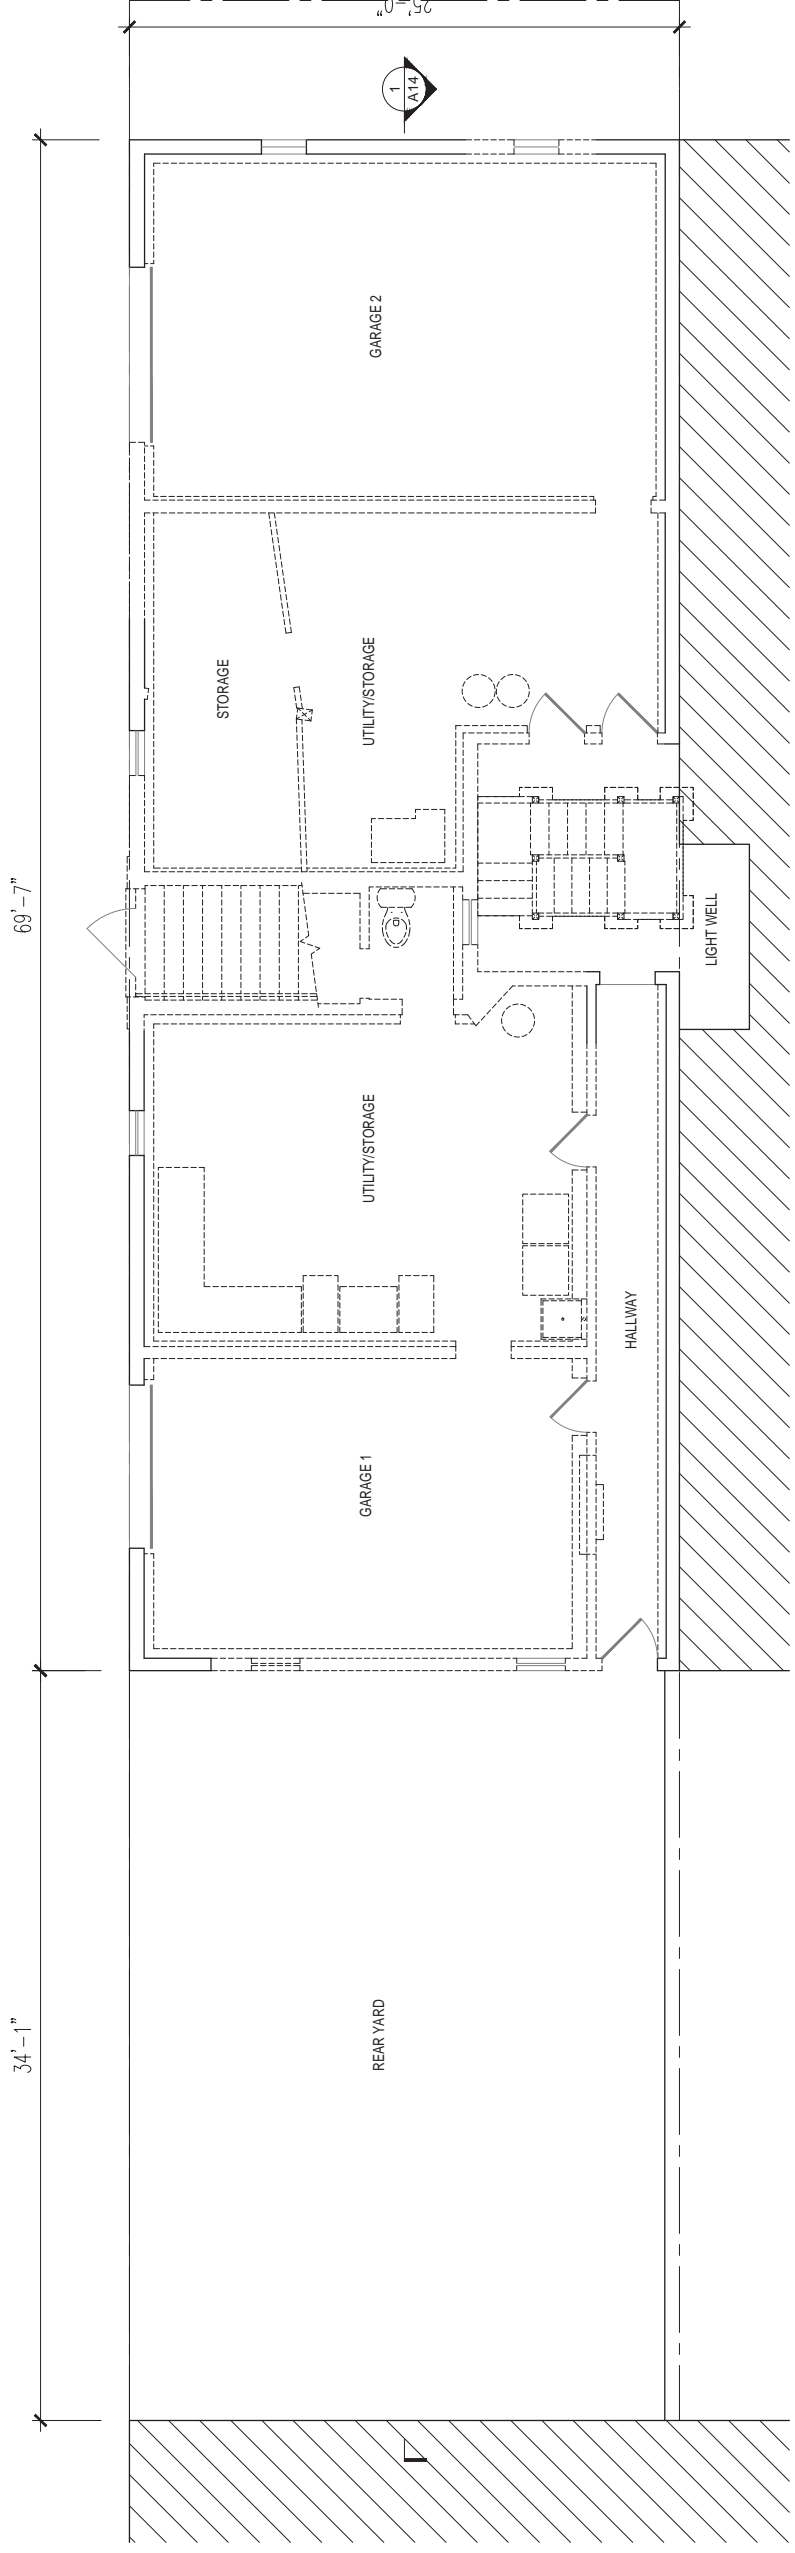 25'-0"
1
A14
GARAGE 2
STORAGE
UTILITY/STORAGE
69'-7"
LIGHT WELL
UTILITY/STORAGE
HALLWAY
GARAGE 1
34'-1"
REAR YARD